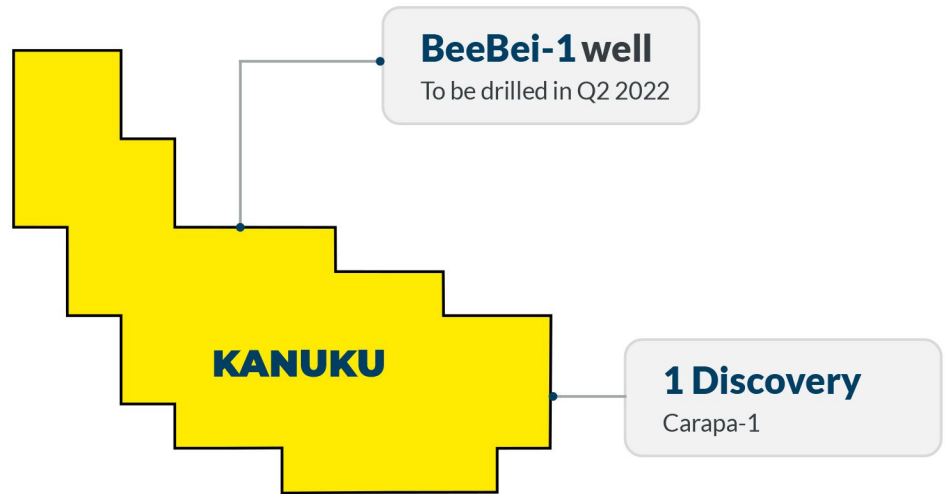 BeeBei-1 well
To be drilled in Q2 2022
KANUKU
1 Discovery
Carapa-1